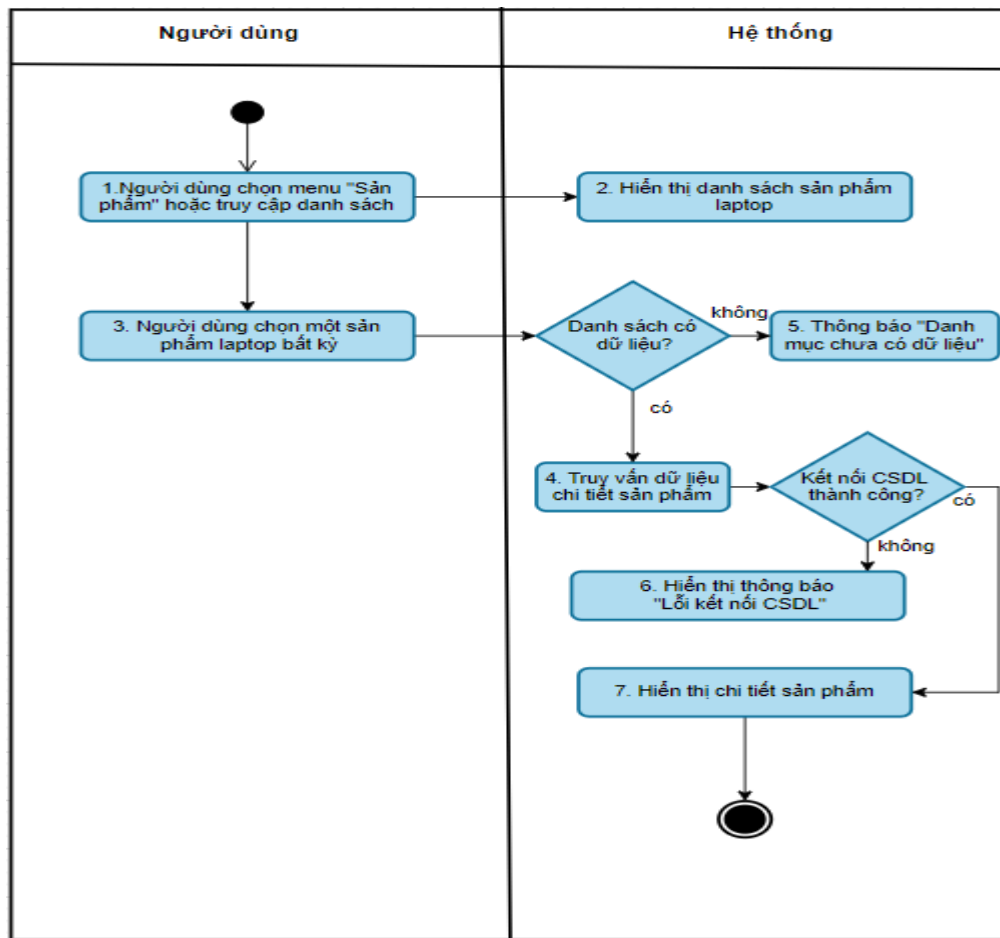 Người dùng
Hệ thống
1.Người dùng chọn menu "Sản
phẩm" hoặc truy cập danh sách
2. Hiển thị danh sách sản phẩm
laptop
3. Người dùng chọn một sản
phẩm laptop bất kỳ
Danh sách có
dữ liệu?
không
5. Thông báo "Danh
mục chưa có dữ liệu"
có
4. Truy vấn dữ liệu
chi tiết sản phẩm
Kết nối CSDL
thành công?
có
không
6. Hiển thị thông báo
"Lỗi kết nối CSDL"
7. Hiển thị chi tiết sản phẩm